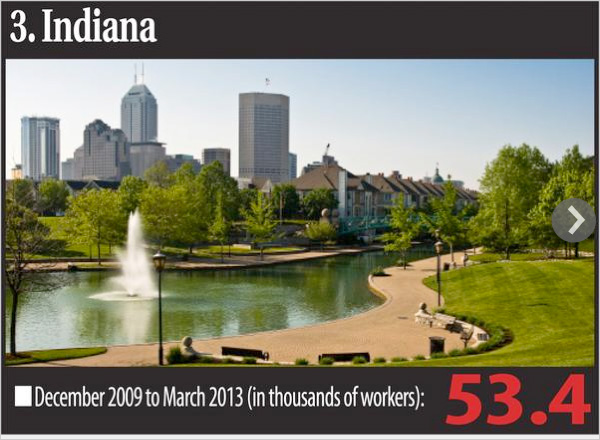 3. Indiana
December 2009 to March 2013 (in thousands of workers): 53.4